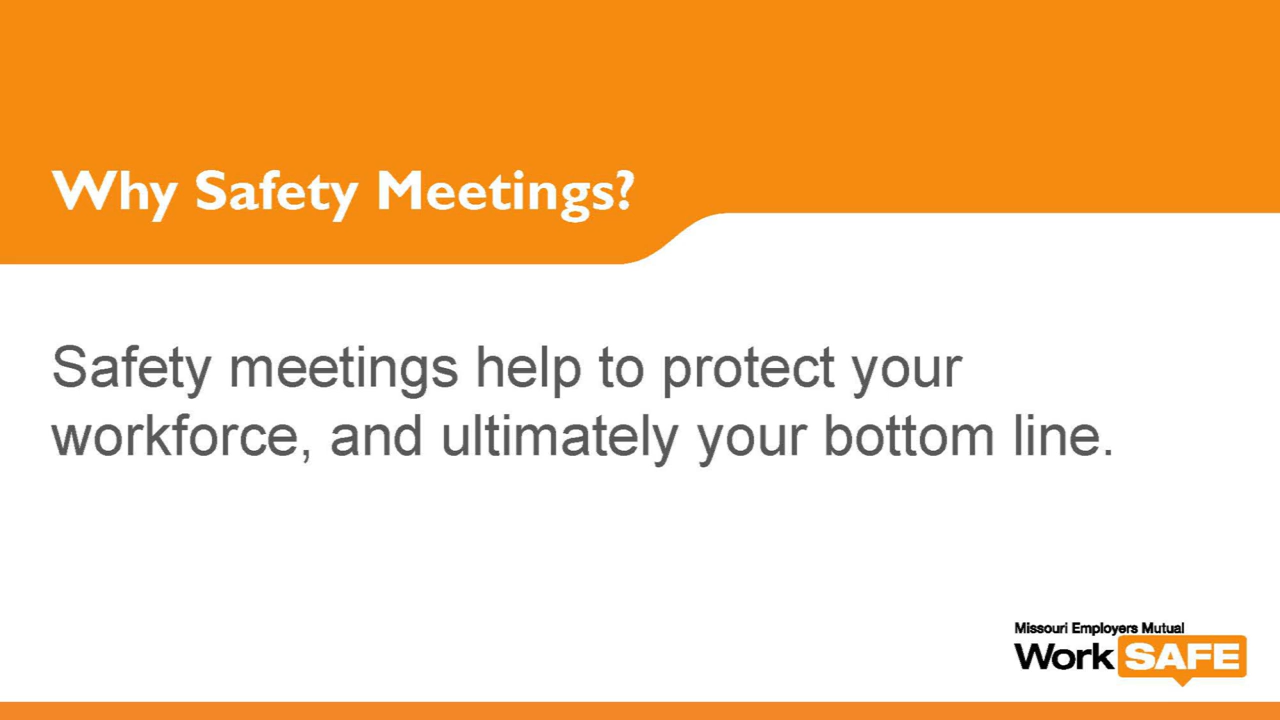 Why Safety Meetings?
Safety meetings help to protect your
workforce, and ultimately your bottom line.
Missouri Employers Mutual
Work SAFE